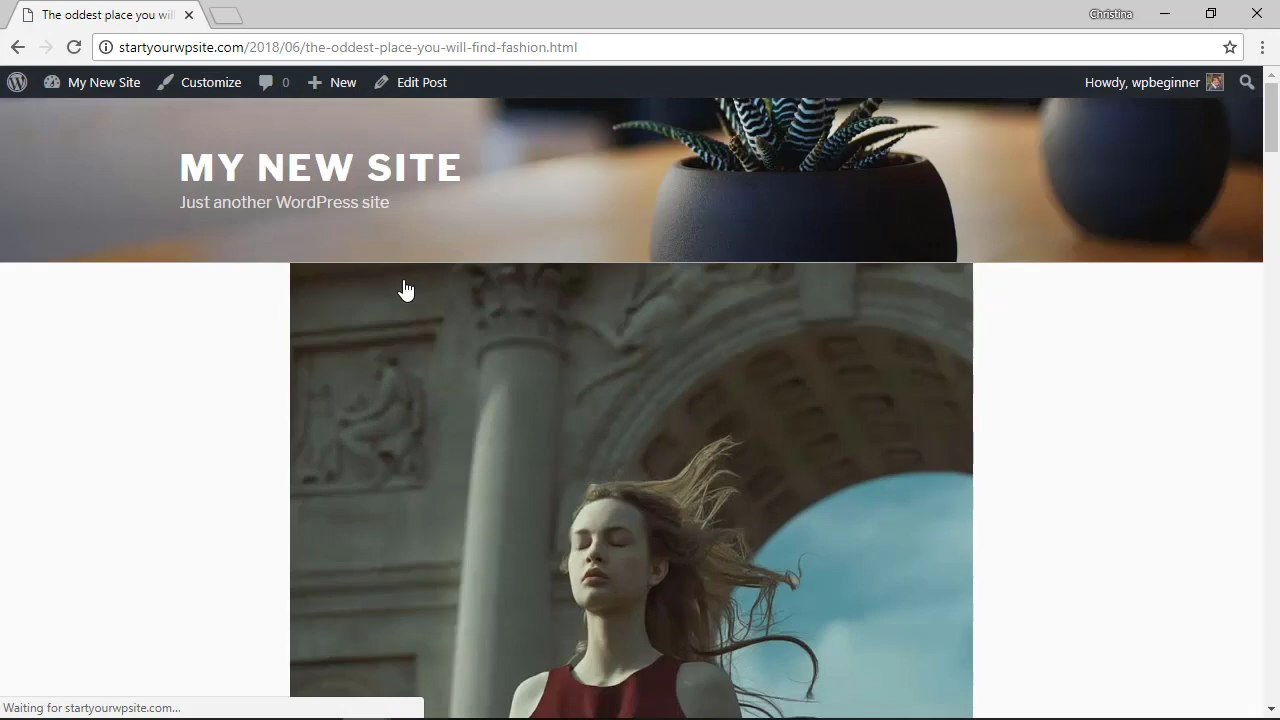 The oddest place you wil
Christina
startyourwpsite.com/2018/06/the-oddest-place-you-will-find-fashion.html
My New Site Customize 0 New Edit Post Howdy, wpbeginner
MY NEW SITE
Just another WordPress site
Waiting for startyourwpsite.com...